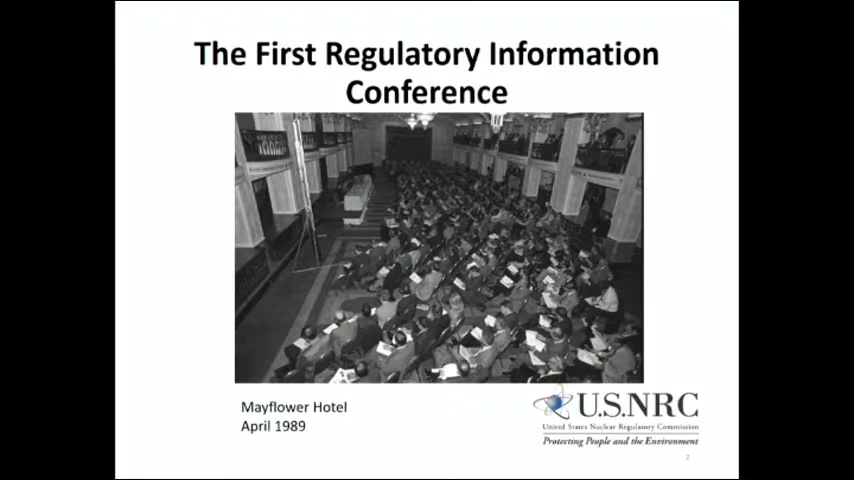 The First Regulatory Information
Conference
Mayflower Hotel
April 1989
U.S.NRC
United States Nuclear Regulatory Commission
Protecting People and the Environment
2